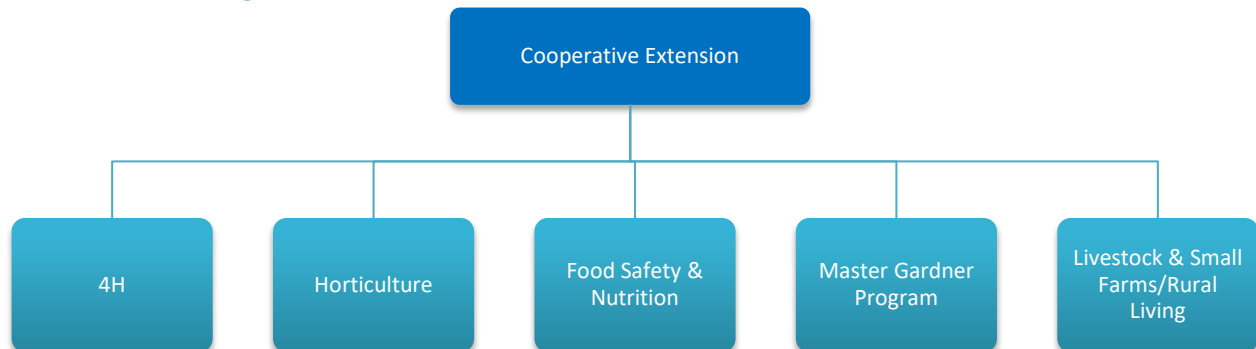 Cooperative Extension
4H
Horticulture
Food Safety &
Nutrition
Master Gardner
Program
Livestock & Small
Farms/Rural
Living